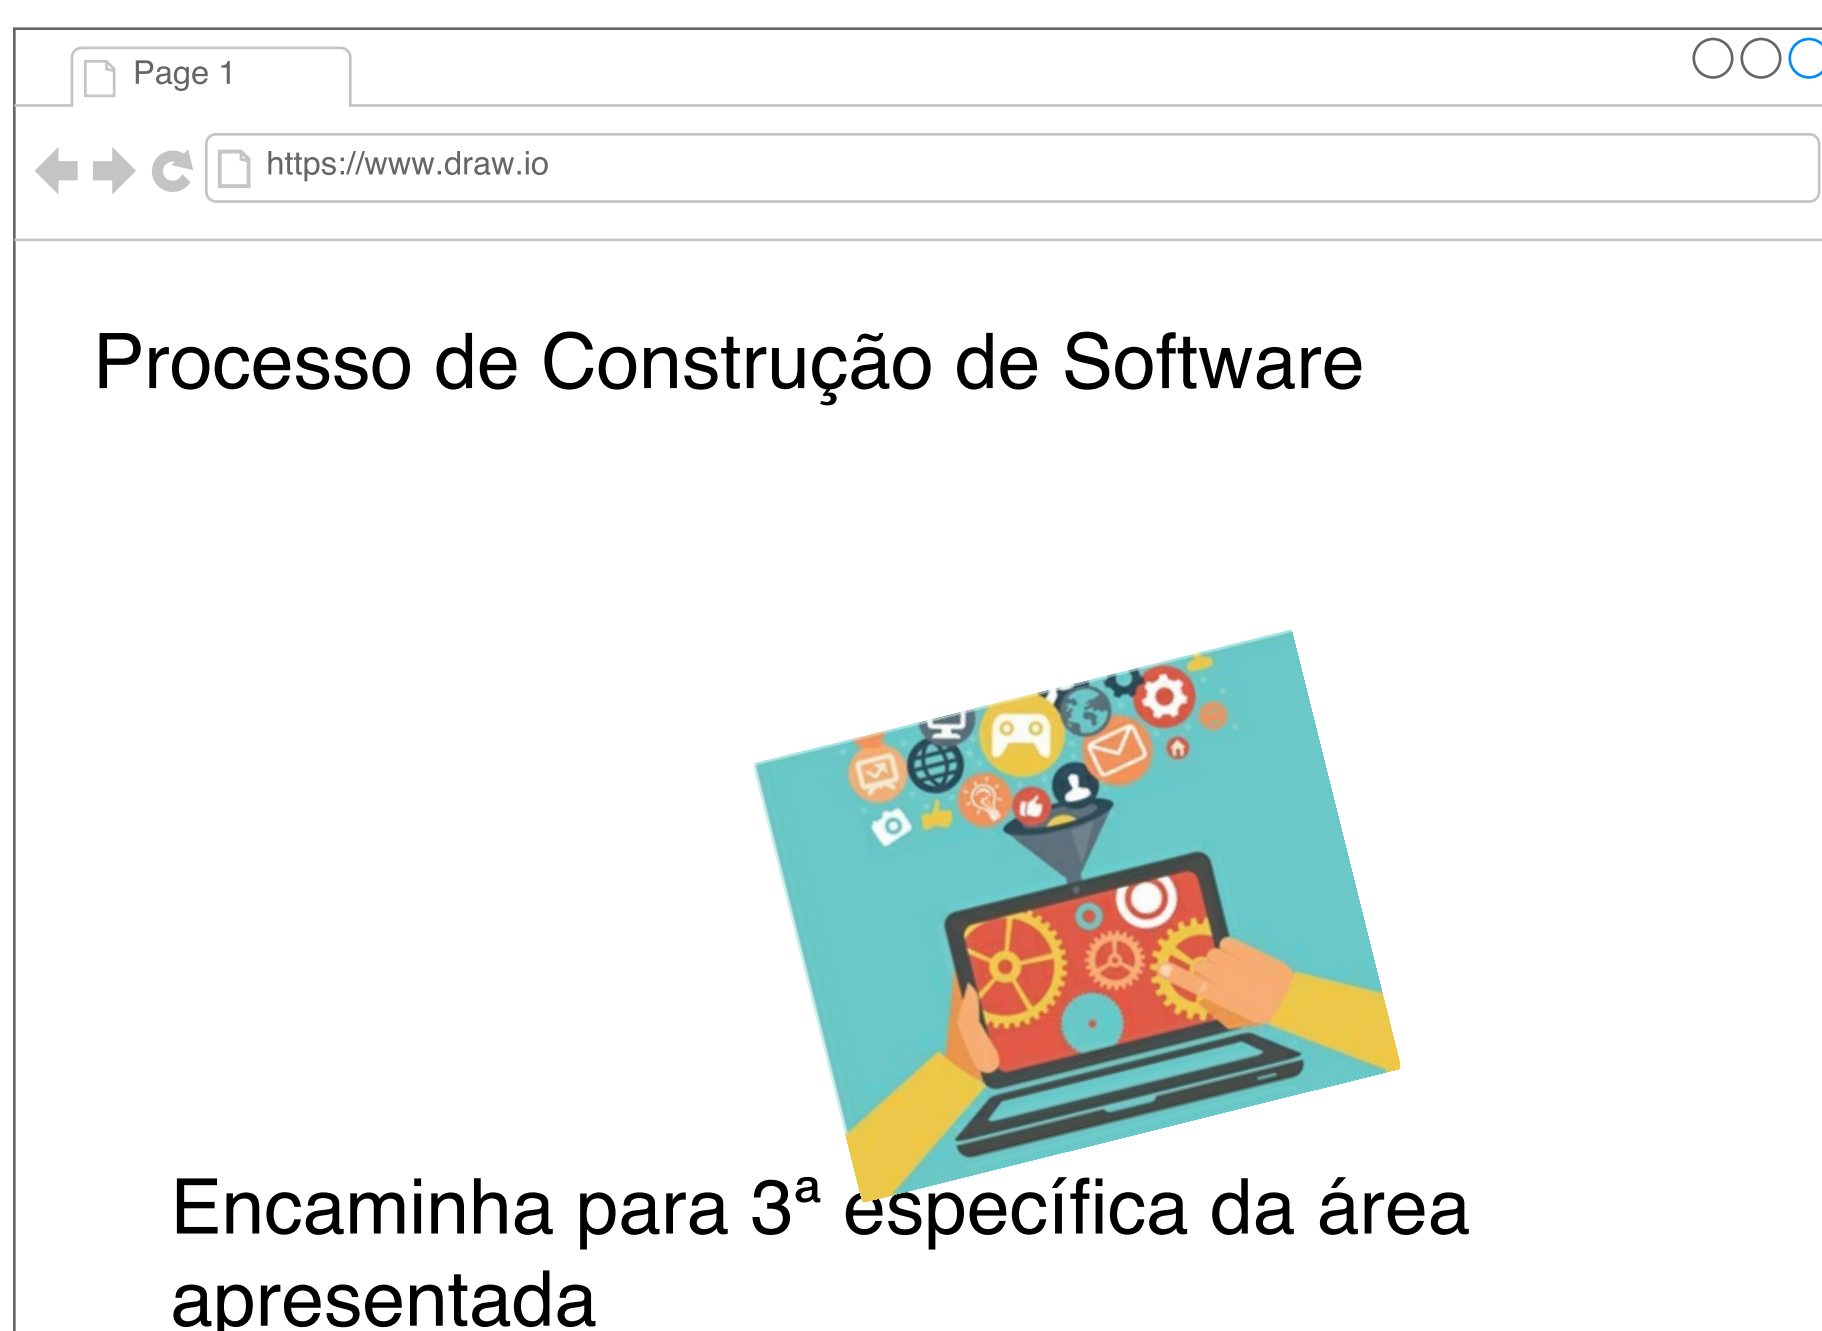 Page 1
https://www.draw.io
Processo de Construção de Software
Encaminha para 3ª específica da área
apresentada